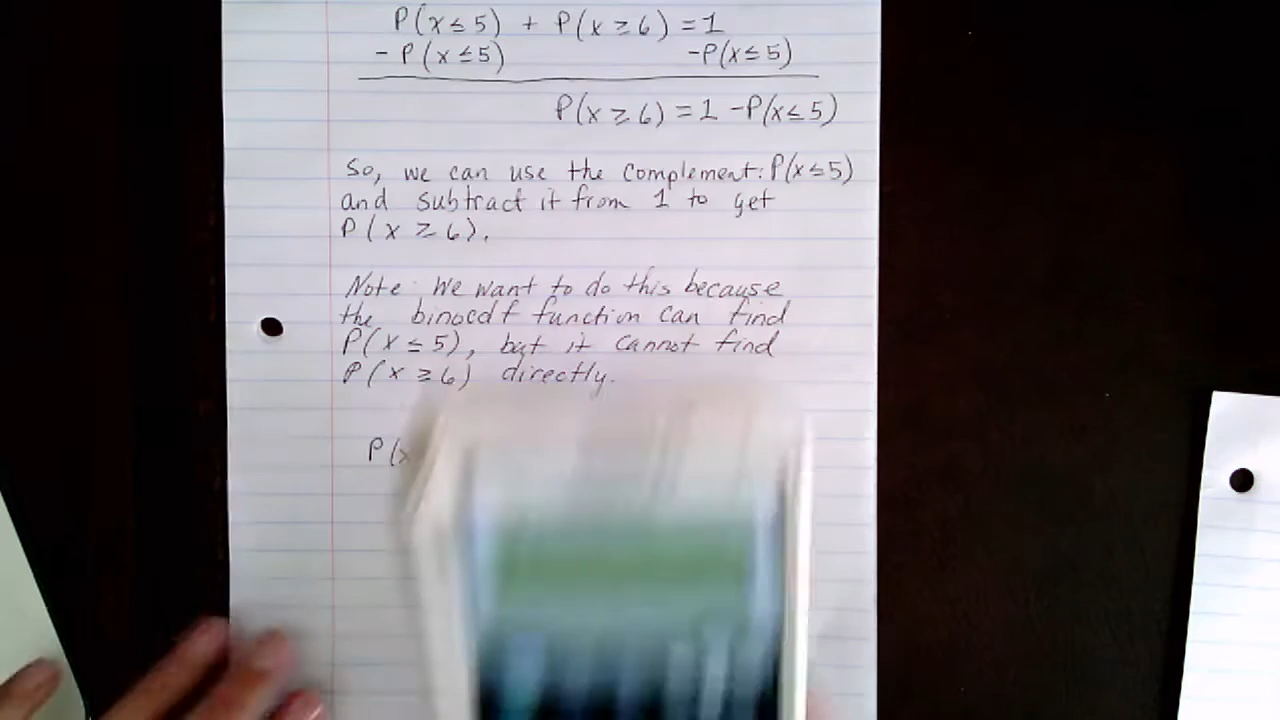 P(x ≤ 5) + P(x ≥ 6) = 1
- P(x ≤ 5) -P(x ≤ 5)
P(x ≥ 6) = 1 -P(x ≤ 5)
So, we can use the complement: P(x ≤ 5)
and subtract it from 1 to get
P(x ≥ 6).
Note: We want to do this because
the binocdf function can find
P(x ≤ 5), but it cannot find
P(x ≥ 6) directly.
P(x